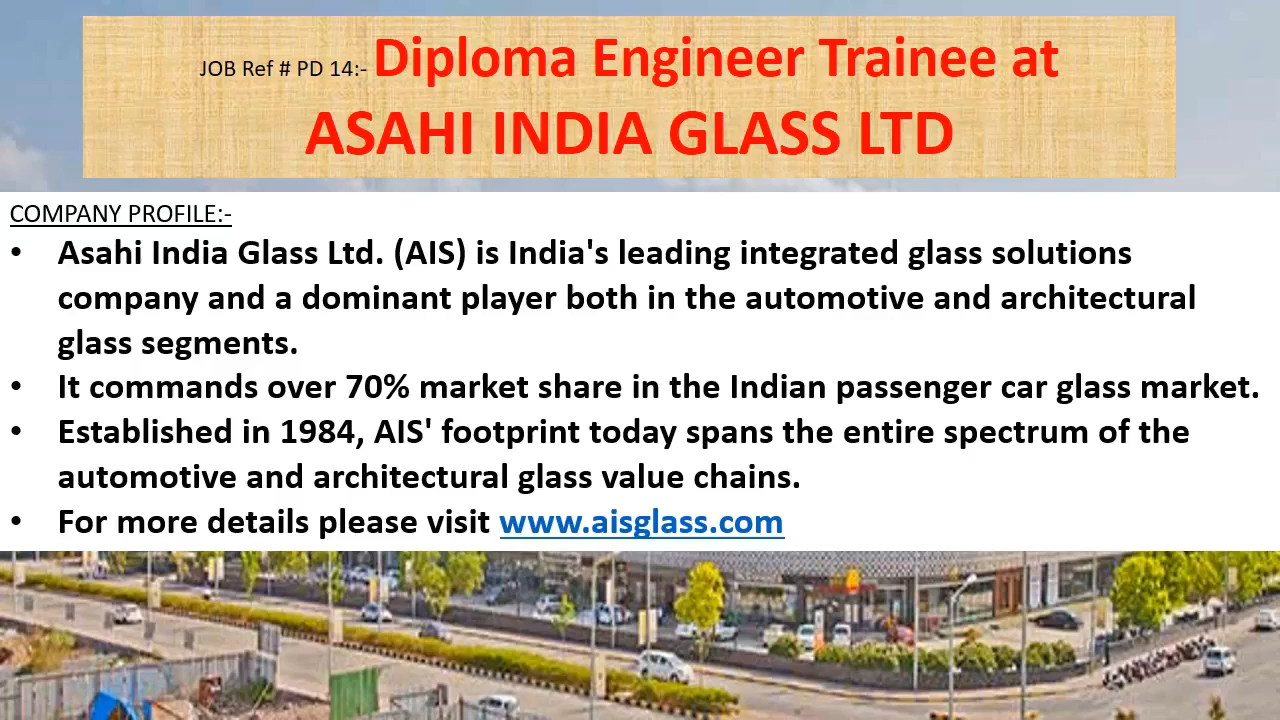 JOB Ref # PD 14:- Diploma Engineer Trainee at
ASAHI INDIA GLASS LTD
COMPANY PROFILE:-
• Asahi India Glass Ltd. (AIS) is India's leading integrated glass solutions
company and a dominant player both in the automotive and architectural
glass segments.
• It commands over 70% market share in the Indian passenger car glass market.
• Established in 1984, AIS' footprint today spans the entire spectrum of the
automotive and architectural glass value chains.
• For more details please visit www.aisglass.com